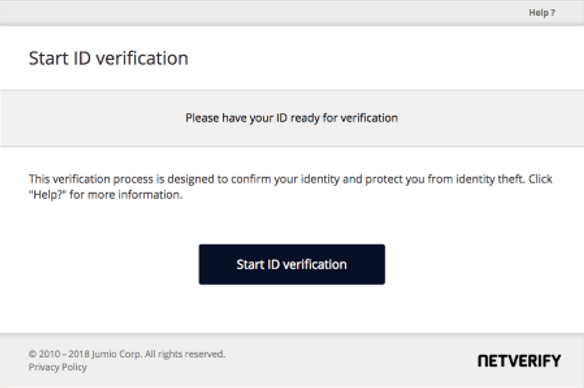 Help ?
Start ID verification
Please have your ID ready for verification
This verification process is designed to confirm your identity and protect you from identity theft. Click
"Help?" for more information.
Start ID verification
© 2010 – 2018 Jumio Corp. All rights reserved.
Privacy Policy
NETVERIFY